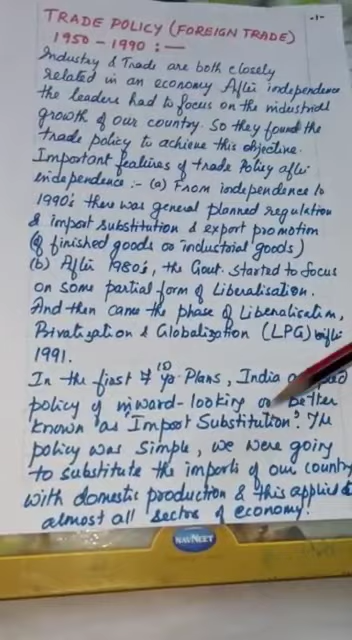 -1-
TRADE POLICY (FOREIGN TRADE)
1950 - 1990 : —
Industry & Trade are both closely
related in an economy After independence
the leaders had to focus on the industrial
growth of our country. So they found the
trade policy to achieve this objective.
Important features of trade Policy after
independence :- (a) From independence to
1990's there was general planned regulation
& import substitution & export promotion
(of finished goods or industrial goods)
(b) After 1980's, the Govt. started to focus
on some partial form of Liberalisation.
And then came the phase of Liberalisation,
Privatization & Globalization (LPG)
1991.
In the first 7 Plans, India
policy of inward-looking or better
known as 'Import Substitution'. The
policy was simple, we were going
to substitute the imports of our country
with domestic production & this applied
almost all sectors of economy.
NAVNEET